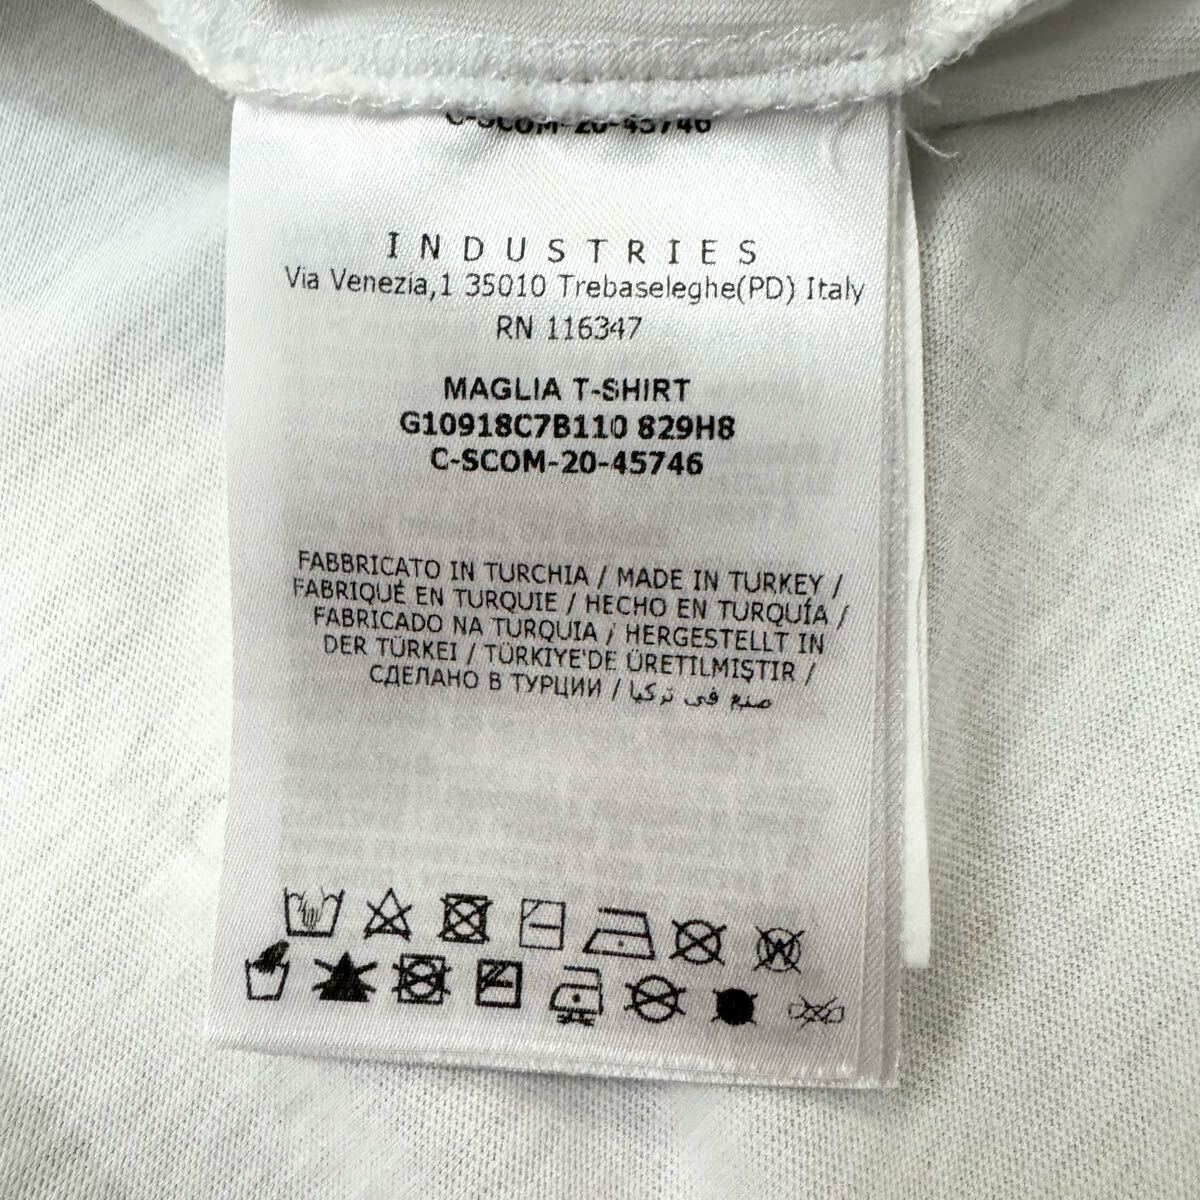 C-SCOM-20-45746
INDUSTRIES
Via Venezia,1 35010 Trebaseleghe(PD) Italy
RN 116347
MAGLIA T-SHIRT
G10918C7B110 829H8
C-SCOM-20-45746
FABBRICATO IN TURCHIA / MADE IN TURKEY /
FABRIQUÉ EN TURQUIE / HECHO EN TURQUÍA /
FABRICADO NA TURQUIA / HERGESTELLT IN
DER TÜRKEI / TÜRKIYE'DE ÜRETILMIŞTIR /
СДЕЛАНО В ТУРЦИИ / صنع في تركيا
W